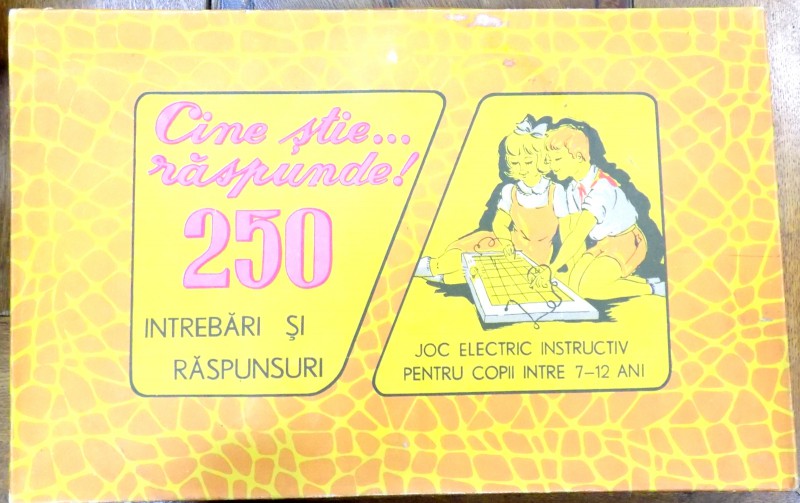 Cine știe...
răspunde!
250
INTREBĂRI ȘI
RĂSPUNSURI
JOC ELECTRIC INSTRUCTIV
PENTRU COPII INTRE 7-12 ANI